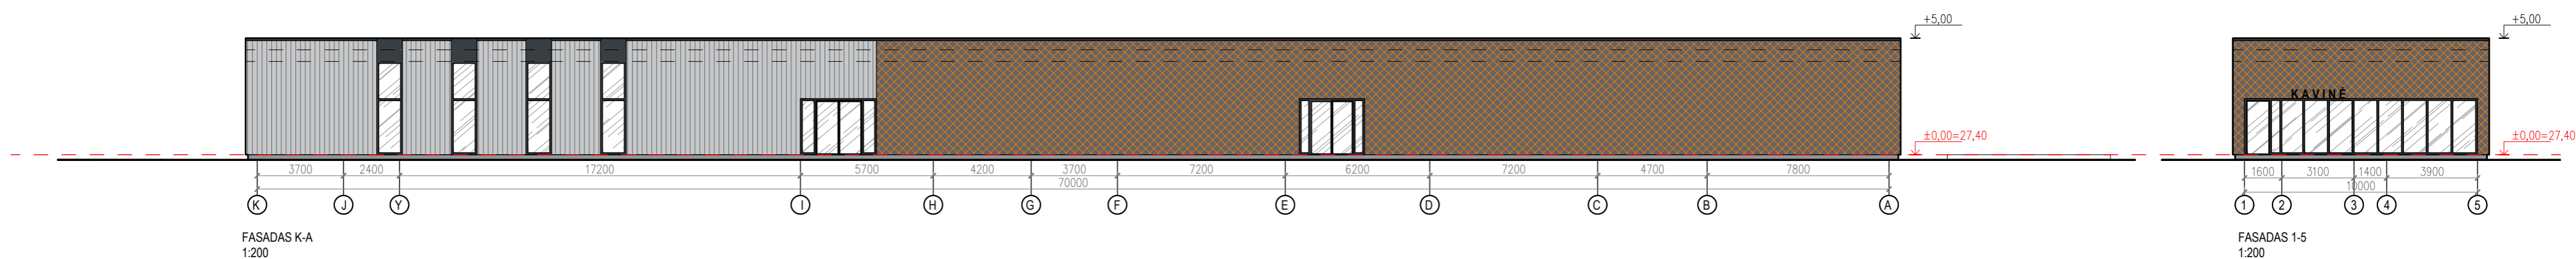 +5,00
+5,00
KAVINĖ
±0,00=27,40
±0,00=27,40
3700 2400 17200 5700 4200 3700 7200 6200 7200 4700 7800
70000
1600 3100 1400 3900
10000
K J Y I H G F E D C B A
1 2 3 4 5
FASADAS K-A
1:200
FASADAS 1-5
1:200